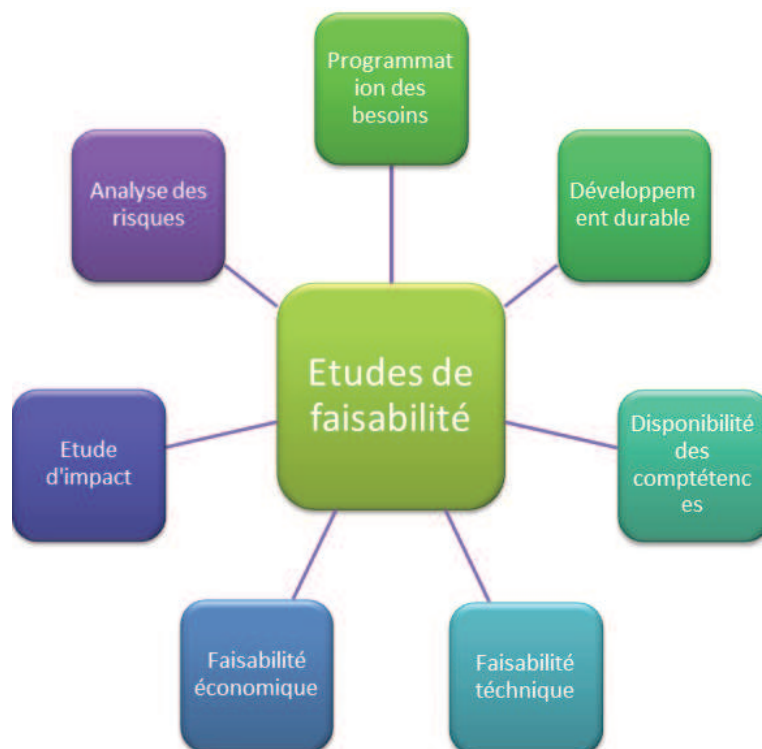 Programmat
ion des
besoins
Analyse des
risques
Développem
ent durable
Etudes de
faisabilité
Etude
d'impact
Disponibilité
des
comptétenc
es
Faisabilité
économique
Faisabilité
téchnique